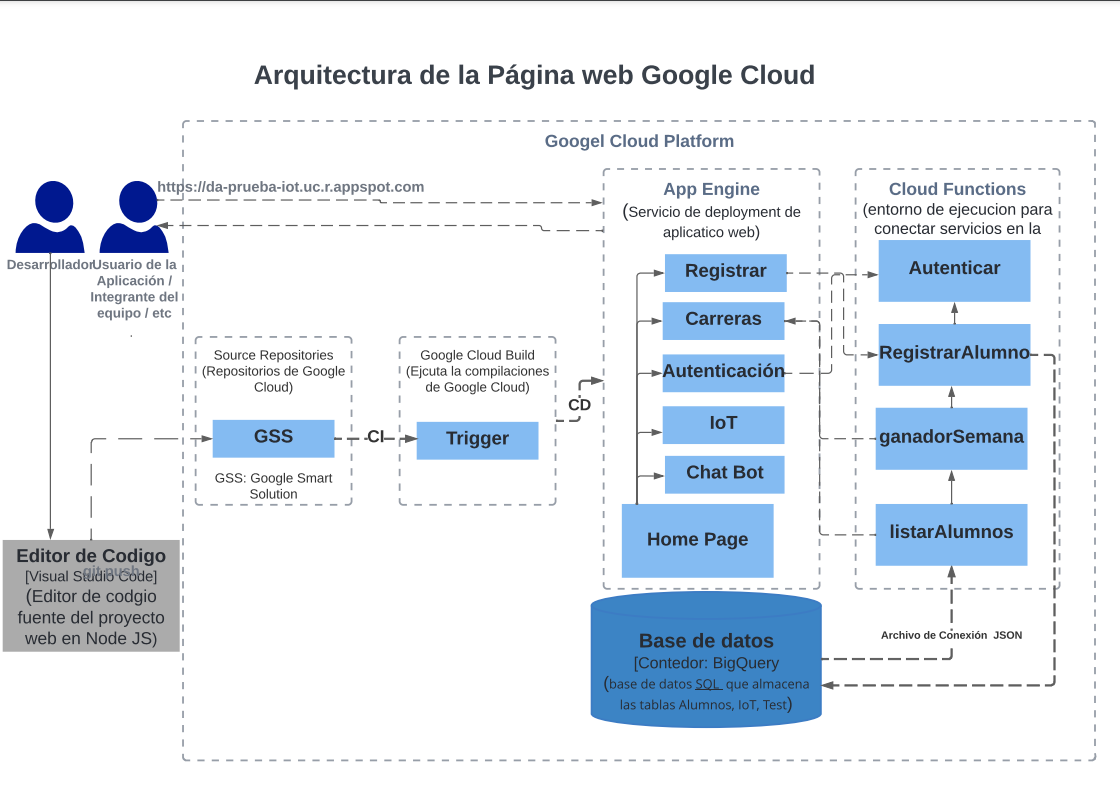 Arquitectura de la Página web Google Cloud
Googel Cloud Platform
https://da-prueba-iot.uc.r.appspot.com
Desarrollador
Usuario de la
Aplicación /
Integrante del
equipo / etc
.
Source Repositories
(Repositorios de Google
Cloud)
GSS
GSS: Google Smart
Solution
CI
Google Cloud Build
(Ejcuta la compilaciones
de Google Cloud)
Trigger
CD
App Engine
(Servicio de deployment de
aplicatico web)
Registrar
Carreras
Autenticación
IoT
Chat Bot
Home Page
Cloud Functions
(entorno de ejecucion para
conectar servicios en la
Autenticar
RegistrarAlumno
ganadorSemana
listarAlumnos
Editor de Codigo
git push
[Visual Studio Code]
(Editor de codgio
fuente del proyecto
web en Node JS)
Base de datos
[Contedor: BigQuery
(base de datos SQL que almacena
las tablas Alumnos, IoT, Test)
Archivo de Conexión JSON